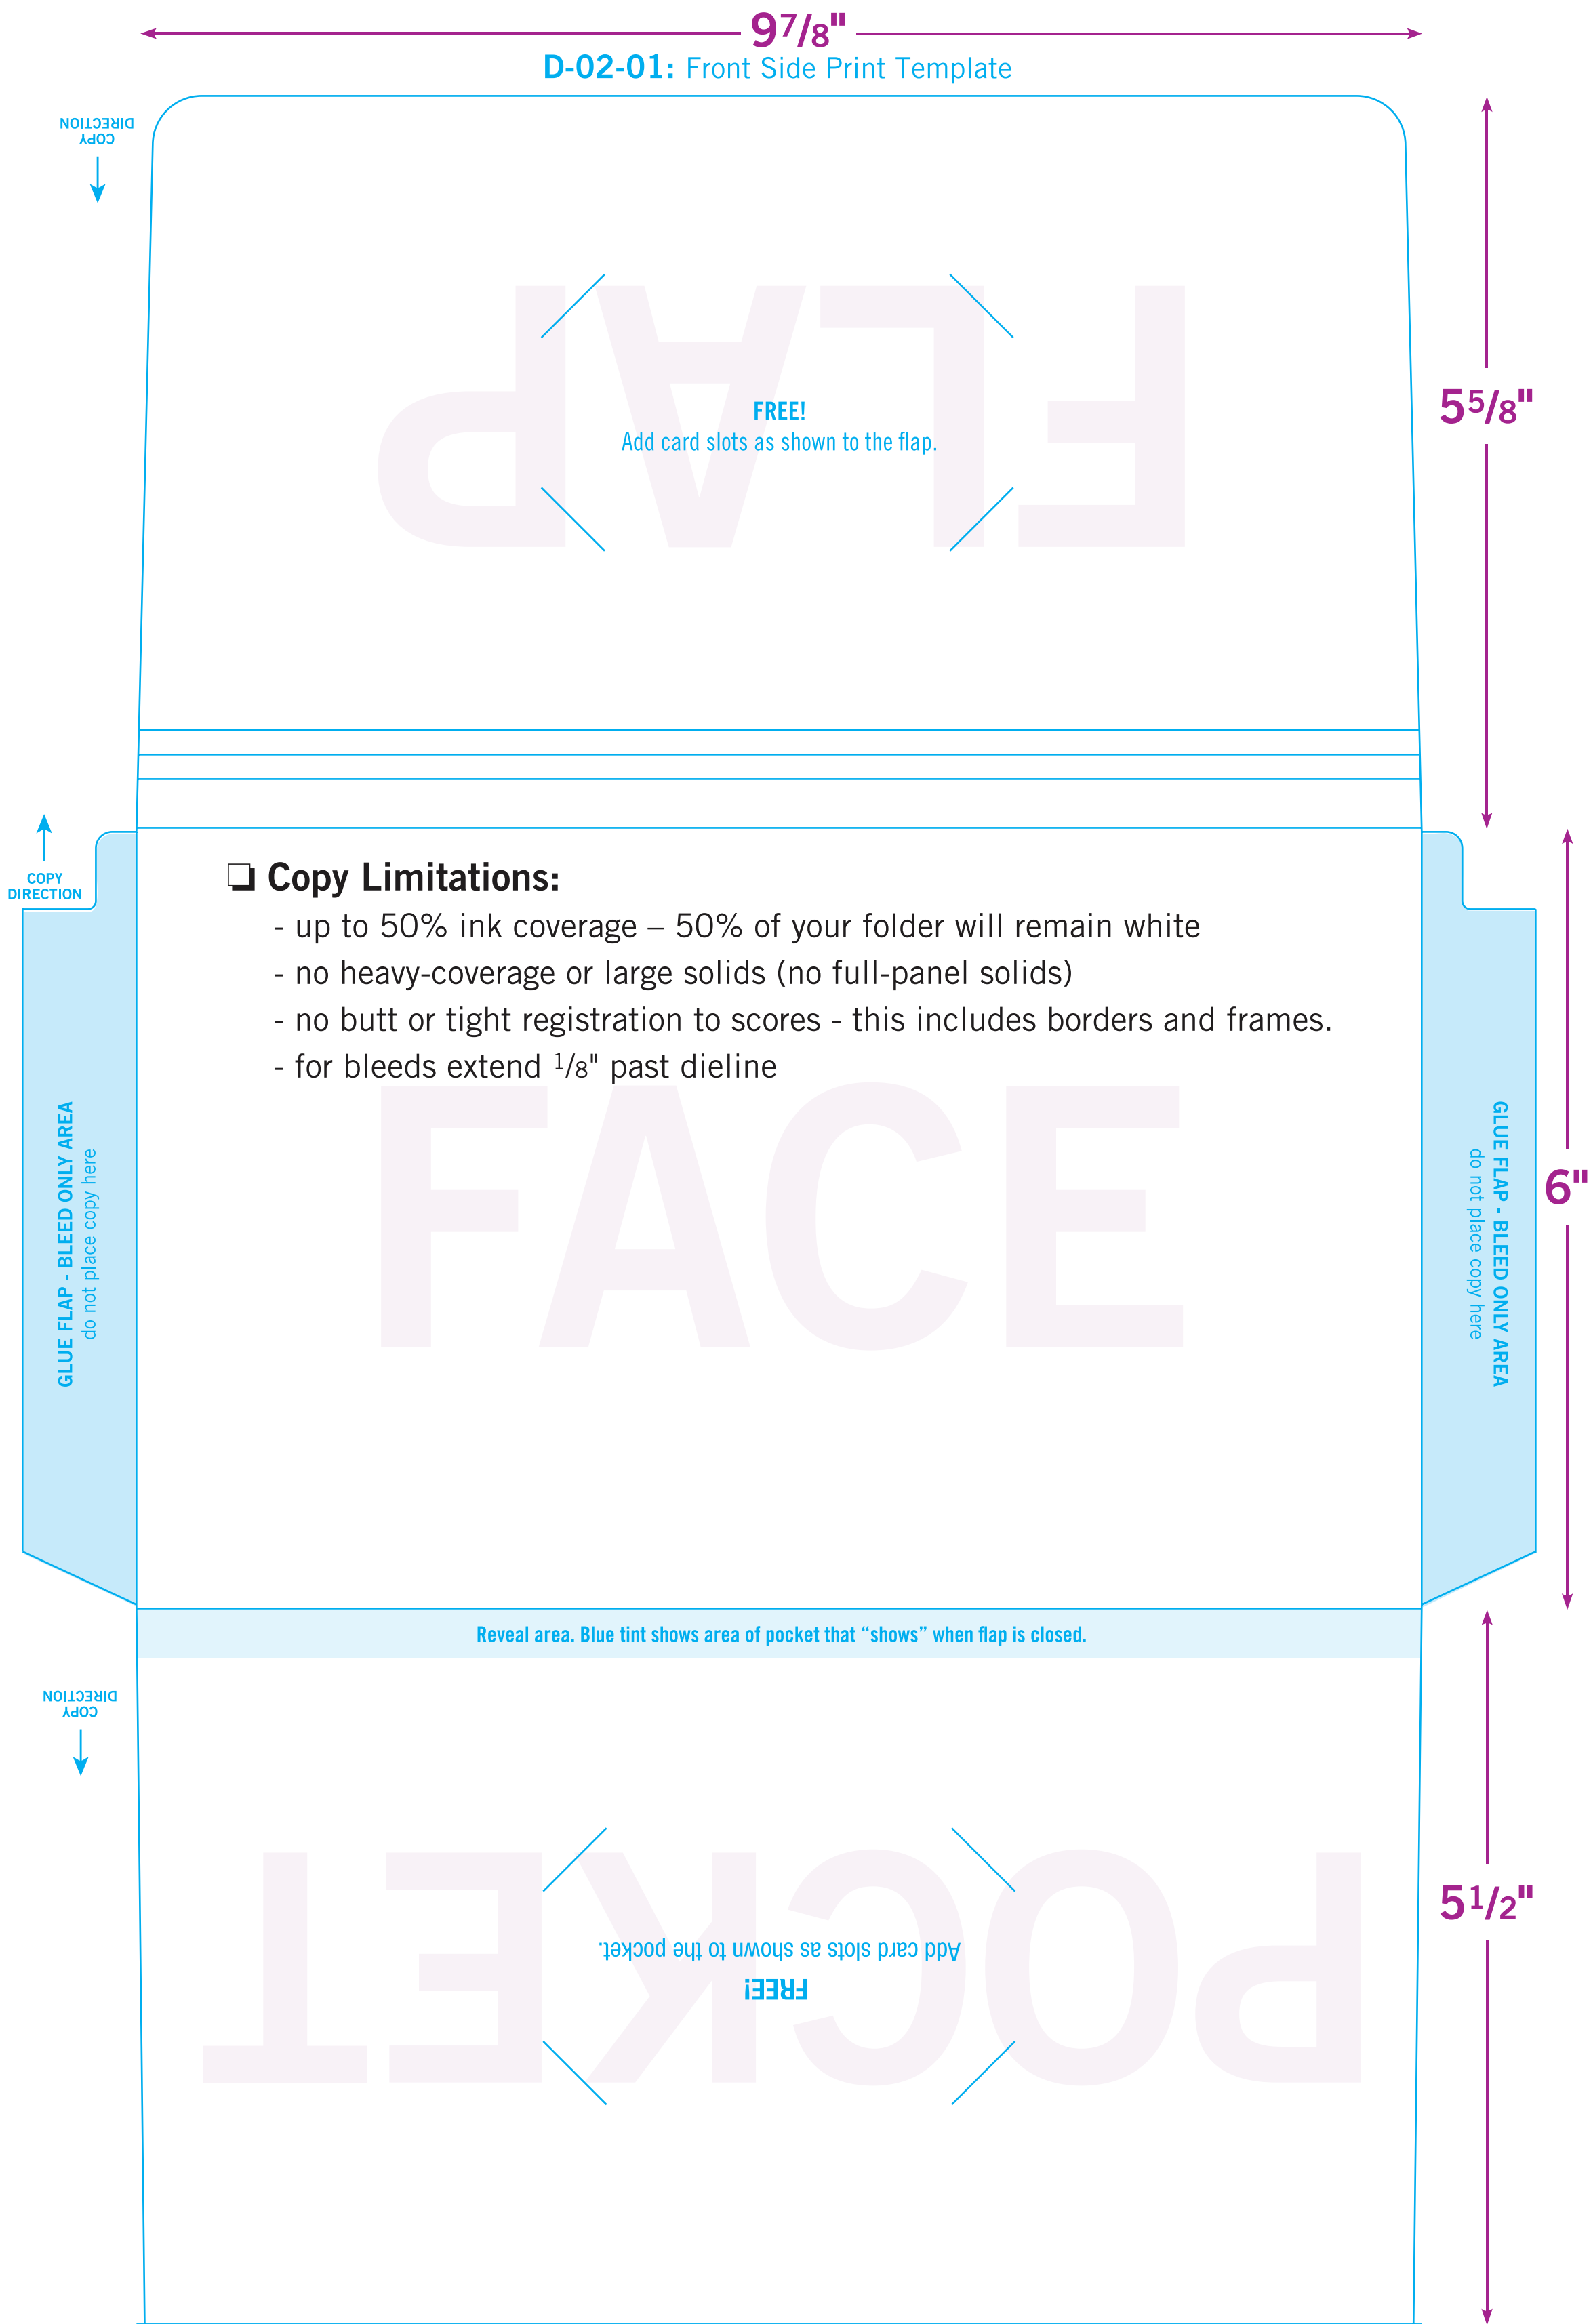 9 7/8"
D-02-01: Front Side Print Template
COPY
DIRECTION
FLAP
FREE!
Add card slots as shown to the flap.
5 5/8"
COPY
DIRECTION
❏ Copy Limitations:
- up to 50% ink coverage – 50% of your folder will remain white
- no heavy-coverage or large solids (no full-panel solids)
- no butt or tight registration to scores - this includes borders and frames.
- for bleeds extend 1/8" past dieline
FACE
GLUE FLAP - BLEED ONLY AREA
do not place copy here
GLUE FLAP - BLEED ONLY AREA
do not place copy here
6"
Reveal area. Blue tint shows area of pocket that “shows” when flap is closed.
COPY
DIRECTION
POCKET
FREE!
Add card slots as shown to the pocket.
5 1/2"